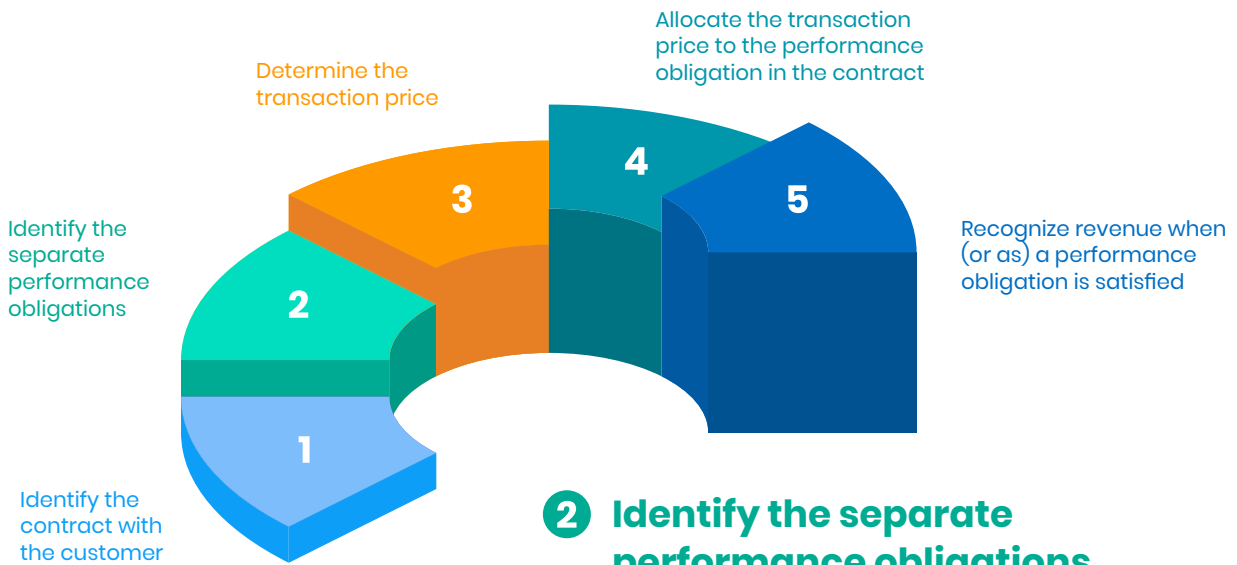 Allocate the transaction
price to the performance
obligation in the contract
Determine the
transaction price
4
3
5
Identify the
separate
performance
obligations
Recognize revenue when
(or as) a performance
obligation is satisfied
2
1
Identify the
contract with
the customer
2 Identify the separate
performance obligations